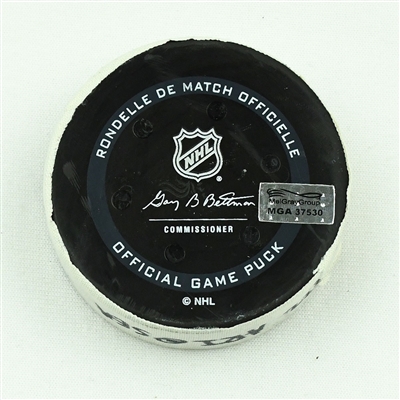 RONDELLE DE MATCH OFFICIELLE
NHL
Gary B Bettman
COMMISSIONER
MeiGrayGroup
MGA 37530
OFFICIAL GAME PUCK
© NHL